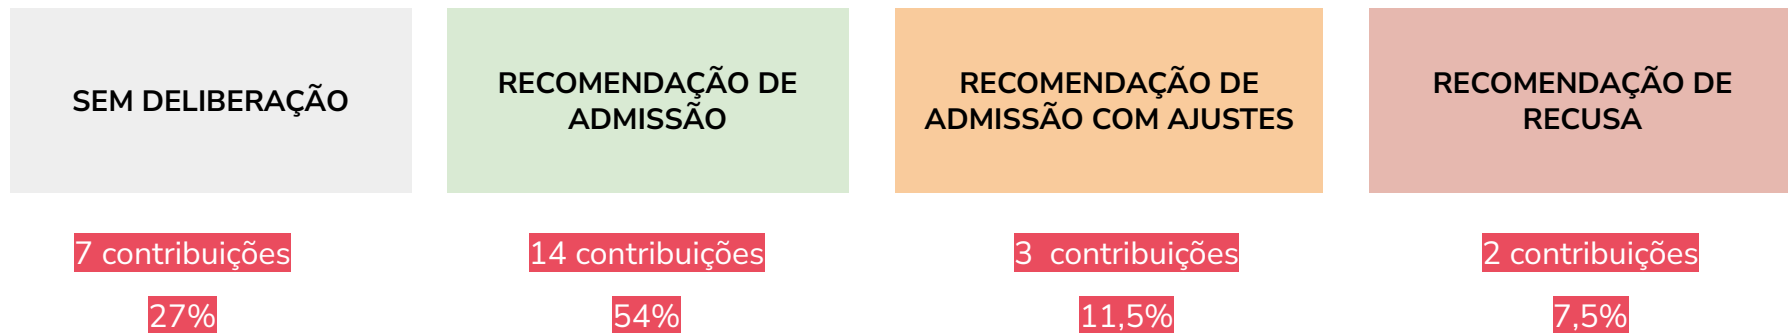 SEM DELIBERAÇÃO
RECOMENDAÇÃO DE
ADMISSÃO
RECOMENDAÇÃO DE
ADMISSÃO COM AJUSTES
RECOMENDAÇÃO DE
RECUSA
7 contribuições
14 contribuições
3 contribuições
2 contribuições
27%
54%
11,5%
7,5%